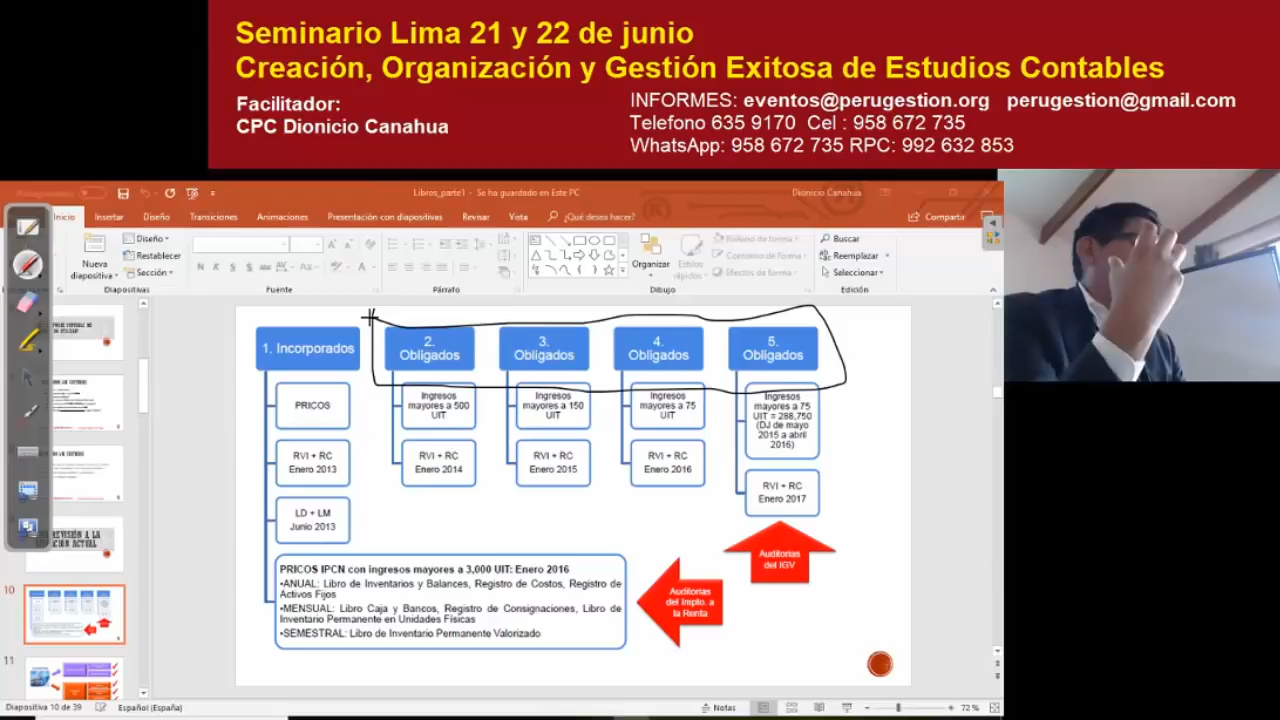 Seminario Lima 21 y 22 de junio
Creación, Organización y Gestión Exitosa de Estudios Contables
Facilitador:
CPC Dionicio Canahua
INFORMES: eventos@perugestion.org perugestion@gmail.com
Telefono 635 9170 Cel : 958 672 735
WhatsApp: 958 672 735 RPC: 992 632 853
Libros_parte1 - Se ha guardado en Este PC
Dionicio Canahua
Inicio Insertar Diseño Transiciones Animaciones Presentación con diapositivas Revisar Vista ¿Qué desea hacer? Compartir
Nueva
diapositiva
Diseño
Restablecer
Sección
Diapositivas
N K S S abc AV Aa A
Fuente
Párrafo
Organizar
Estilos
rápidos
Relleno de forma
Contorno de forma
Efectos de forma
Dibujo
Buscar
Reemplazar
Seleccionar
Edición
1. Incorporados
PRICOS
RVI + RC
Enero 2013
LD + LM
Junio 2013
2.
Obligados
Ingresos
mayores a 500
UIT
RVI + RC
Enero 2014
3.
Obligados
Ingresos
mayores a 150
UIT
RVI + RC
Enero 2015
4.
Obligados
Ingresos
mayores a 75
UIT
RVI + RC
Enero 2016
5.
Obligados
Ingresos
mayores a 75
UIT = 288,750
(DJ de mayo
2015 a abril
2016)
RVI + RC
Enero 2017
Auditorias
del IGV
PRICOS IPCN con ingresos mayores a 3,000 UIT: Enero 2016
•ANUAL: Libro de Inventarios y Balances, Registro de Costos, Registro de
Activos Fijos
•MENSUAL: Libro Caja y Bancos, Registro de Consignaciones, Libro de
Inventario Permanente en Unidades Físicas
•SEMESTRAL: Libro de Inventario Permanente Valorizado
Auditorias
del Impto. a
la Renta
10
11
Diapositiva 10 de 39 Español (España) Notas 72 %